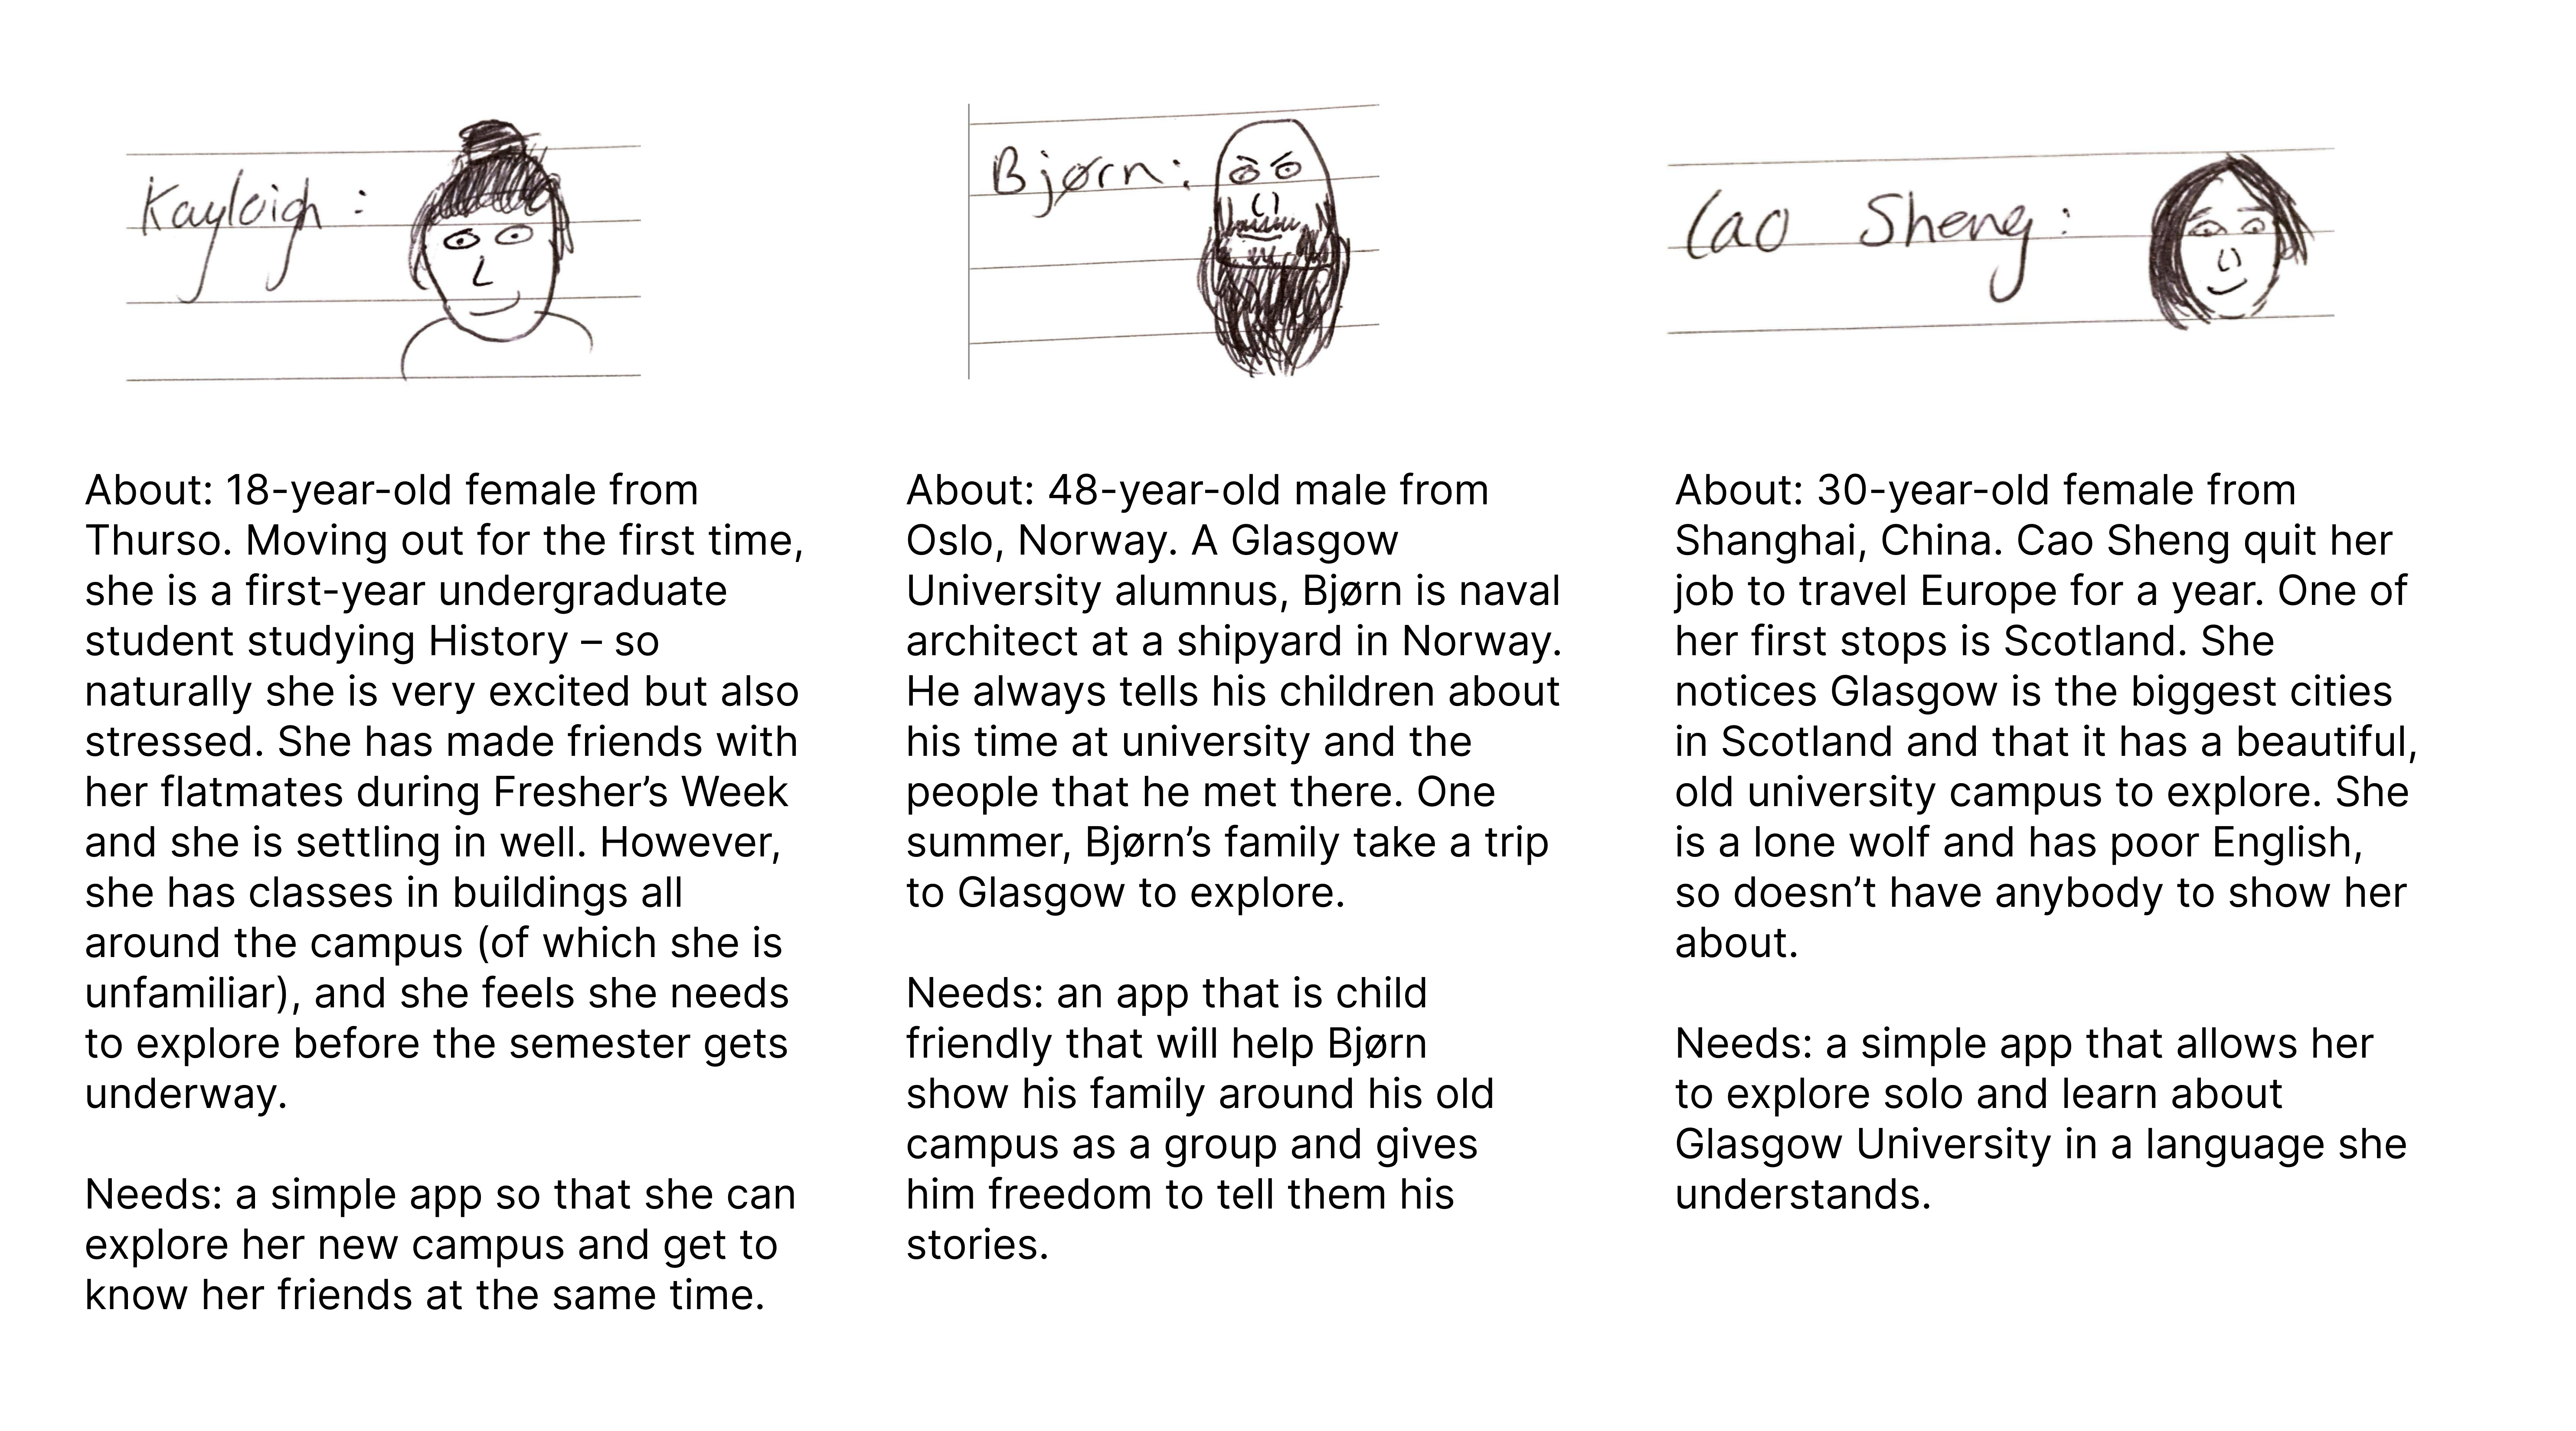 Kayleigh :
About: 18-year-old female from
Thurso. Moving out for the first time,
she is a first-year undergraduate
student studying History – so
naturally she is very excited but also
stressed. She has made friends with
her flatmates during Fresher’s Week
and she is settling in well. However,
she has classes in buildings all
around the campus (of which she is
unfamiliar), and she feels she needs
to explore before the semester gets
underway.
Needs: a simple app so that she can
explore her new campus and get to
know her friends at the same time.
Bjørn :
About: 48-year-old male from
Oslo, Norway. A Glasgow
University alumnus, Bjørn is naval
architect at a shipyard in Norway.
He always tells his children about
his time at university and the
people that he met there. One
summer, Bjørn’s family take a trip
to Glasgow to explore.
Needs: an app that is child
friendly that will help Bjørn
show his family around his old
campus as a group and gives
him freedom to tell them his
stories.
Cao Sheng :
About: 30-year-old female from
Shanghai, China. Cao Sheng quit her
job to travel Europe for a year. One of
her first stops is Scotland. She
notices Glasgow is the biggest cities
in Scotland and that it has a beautiful,
old university campus to explore. She
is a lone wolf and has poor English,
so doesn’t have anybody to show her
about.
Needs: a simple app that allows her
to explore solo and learn about
Glasgow University in a language she
understands.